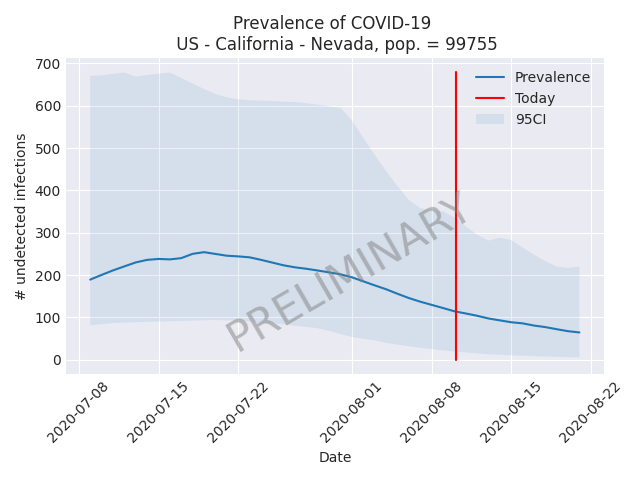 Prevalence of COVID-19
US - California - Nevada, pop. = 99755
700
600
500
400
300
200
100
0
# undetected infections
Prevalence
Today
95CI
PRELIMINARY
2020-07-08
2020-07-15
2020-07-22
2020-08-01
2020-08-08
2020-08-15
2020-08-22
Date